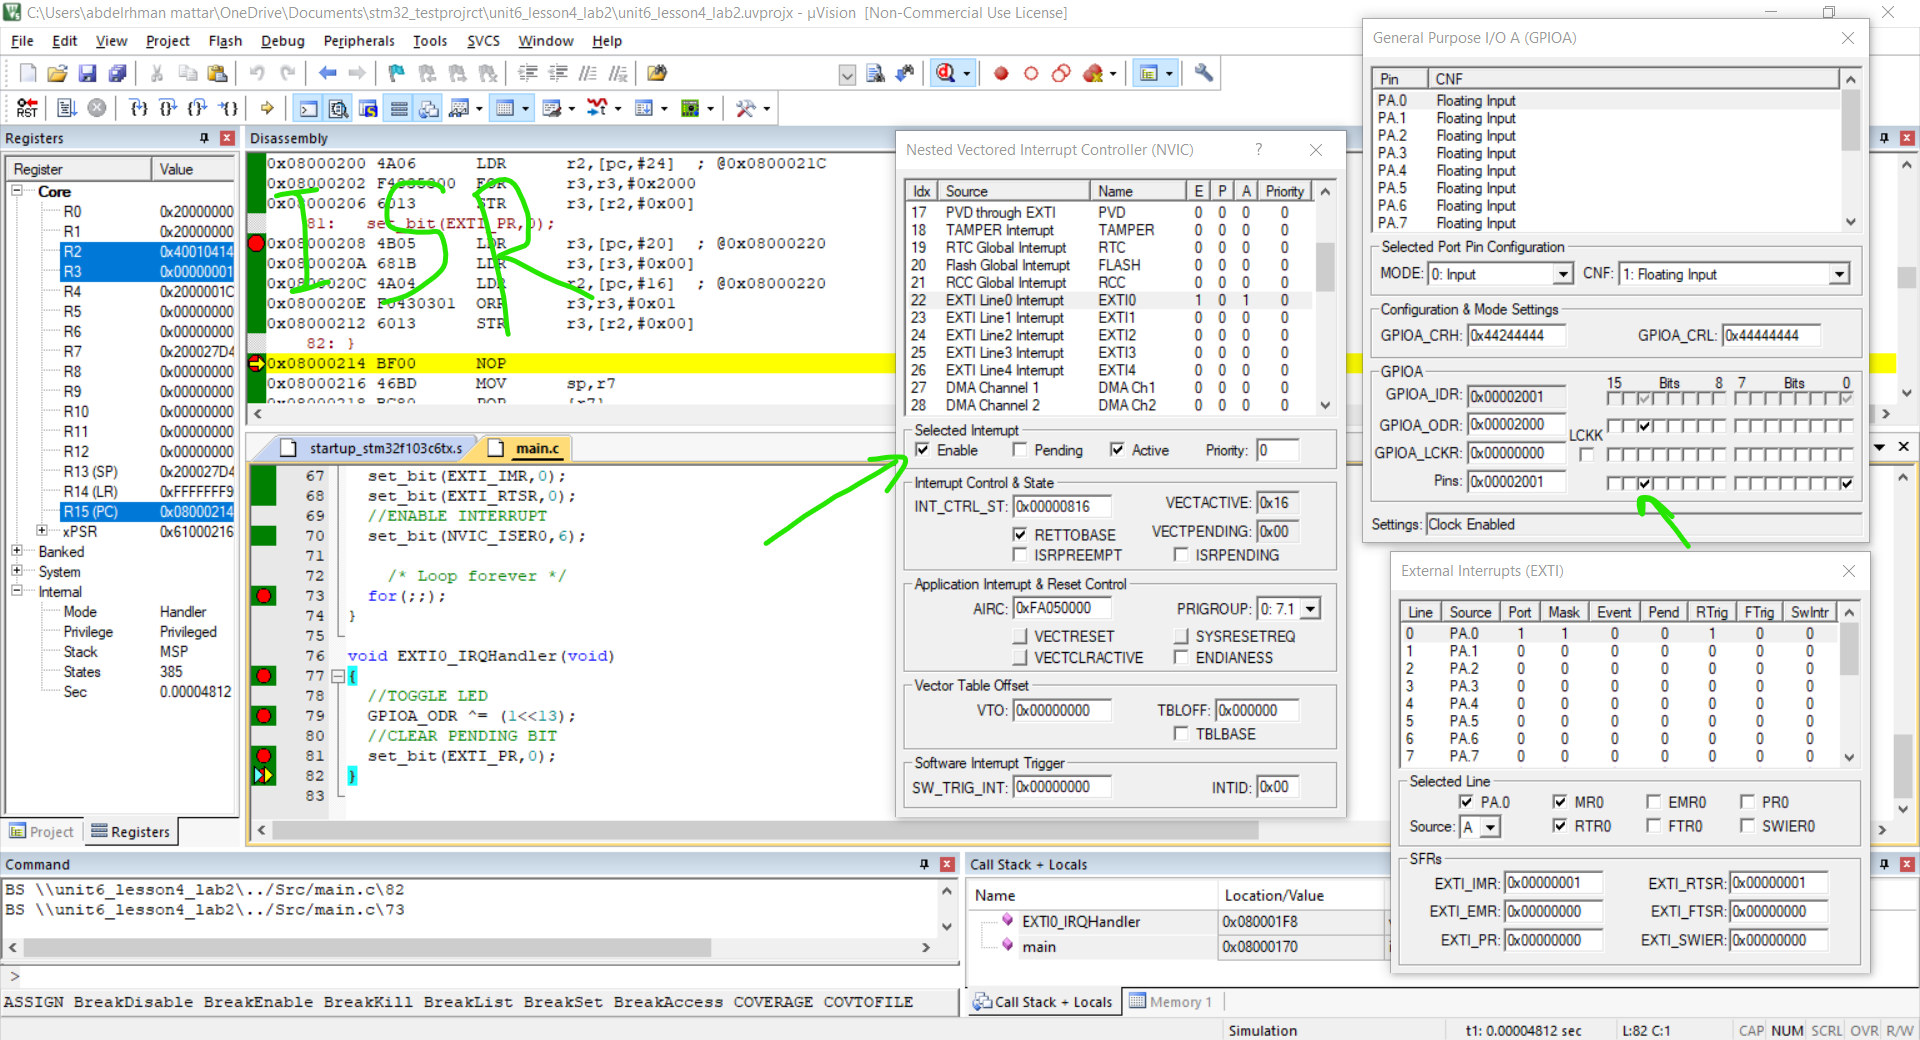 C:\Users\abdelrhman mattar\OneDrive\Documents\stm32_testprojrct\unit6_lesson4_lab2\unit6_lesson4_lab2.uvprojx - µVision [Non-Commercial Use License]
File Edit View Project Flash Debug Peripherals Tools SVCS Window Help
Registers
Register Value
Core
R0 0x20000000
R1 0x20000000
R2 0x40010414
R3 0x00000001
R4 0x2000001C
R5 0x00000000
R6 0x00000000
R7 0x200027D4
R8 0x00000000
R9 0x00000000
R10 0x00000000
R11 0x00000000
R12 0x00000000
R13 (SP) 0x200027D4
R14 (LR) 0xFFFFFFF9
R15 (PC) 0x08000214
xPSR 0x61000216
Banked
System
Internal
Mode Handler
Privilege Privileged
Stack MSP
States 385
Sec 0.00004812
Project Registers
Disassembly
0x08000200 4A06 LDR r2,[pc,#24] ; @0x0800021C
0x08000202 r3,r3,#0x2000
0x08000206 6013 STR r3,[r2,#0x00]
81: set_bit(EXTI_PR,0);
0x08000208 4B05 LDR r3,[pc,#20] ; @0x08000220
0x0800020A 681B LDR r3,[r3,#0x00]
0x0800020C 4A04 LDR r2,[pc,#16] ; @0x08000220
0x0800020E F0430301 ORR r3,r3,#0x01
0x08000212 6013 STR r3,[r2,#0x00]
82: }
0x08000214 BF00 NOP
0x08000216 46BD MOV sp,r7
ISR
startup_stm32f103c6tx.s main.c
67 set_bit(EXTI_IMR,0);
68 set_bit(EXTI_RTSR,0);
69 //ENABLE INTERRUPT
70 set_bit(NVIC_ISER0,6);
71
72 /* Loop forever */
73 for(;;);
74 }
75
76 void EXTI0_IRQHandler(void)
77 {
78 //TOGGLE LED
79 GPIOA_ODR ^= (1<<13);
80 //CLEAR PENDING BIT
81 set_bit(EXTI_PR,0);
82 }
83
Command
BS \\unit6_lesson4_lab2\../Src/main.c\82
BS \\unit6_lesson4_lab2\../Src/main.c\73
>
ASSIGN BreakDisable BreakEnable BreakKill BreakList BreakSet BreakAccess COVERAGE COVTOFILE
Call Stack + Locals
Name Location/Value
EXTI0_IRQHandler 0x080001F8
main 0x08000170
Call Stack + Locals Memory 1
Nested Vectored Interrupt Controller (NVIC) ?
Idx Source Name E P A Priority
17 PVD through EXTI PVD 0 0 0 0
18 TAMPER Interrupt TAMPER 0 0 0 0
19 RTC Global Interrupt RTC 0 0 0 0
20 Flash Global Interrupt FLASH 0 0 0 0
21 RCC Global Interrupt RCC 0 0 0 0
22 EXTI Line0 Interrupt EXTI0 1 0 1 0
23 EXTI Line1 Interrupt EXTI1 0 0 0 0
24 EXTI Line2 Interrupt EXTI2 0 0 0 0
25 EXTI Line3 Interrupt EXTI3 0 0 0 0
26 EXTI Line4 Interrupt EXTI4 0 0 0 0
27 DMA Channel 1 DMA Ch1 0 0 0 0
28 DMA Channel 2 DMA Ch2 0 0 0 0
Selected Interrupt
Enable Pending Active Priority: 0
Interrupt Control & State
INT_CTRL_ST: 0x00000816 VECTACTIVE: 0x16
RETTOBASE VECTPENDING: 0x00
ISRPREEMPT ISRPENDING
Application Interrupt & Reset Control
AIRC: 0xFA050000 PRIGROUP: 0: 7.1
VECTRESET SYSRESETREQ
VECTCLRACTIVE ENDIANESS
Vector Table Offset
VTO: 0x00000000 TBLOFF: 0x000000
TBLBASE
Software Interrupt Trigger
SW_TRIG_INT: 0x00000000 INTID: 0x00
General Purpose I/O A (GPIOA)
Pin CNF
PA.0 Floating Input
PA.1 Floating Input
PA.2 Floating Input
PA.3 Floating Input
PA.4 Floating Input
PA.5 Floating Input
PA.6 Floating Input
PA.7 Floating Input
Selected Port Pin Configuration
MODE: 0: Input CNF: 1: Floating Input
Configuration & Mode Settings
GPIOA_CRH: 0x44244444 GPIOA_CRL: 0x44444444
GPIOA
15 Bits 8 7 Bits 0
GPIOA_IDR: 0x00002001
GPIOA_ODR: 0x00002000
LCKK
GPIOA_LCKR: 0x00000000
Pins: 0x00002001
Settings: Clock Enabled
External Interrupts (EXTI)
Line Source Port Mask Event Pend RTrig FTrig SwIntr
0 PA.0 1 1 0 0 1 0 0
1 PA.1 0 0 0 0 0 0 0
2 PA.2 0 0 0 0 0 0 0
3 PA.3 0 0 0 0 0 0 0
4 PA.4 0 0 0 0 0 0 0
5 PA.5 0 0 0 0 0 0 0
6 PA.6 0 0 0 0 0 0 0
7 PA.7 0 0 0 0 0 0 0
Selected Line
PA.0 MR0 EMR0 PR0
Source: A RTR0 FTR0 SWIER0
SFRs
EXTI_IMR: 0x00000001 EXTI_RTSR: 0x00000001
EXTI_EMR: 0x00000000 EXTI_FTSR: 0x00000000
EXTI_PR: 0x00000000 EXTI_SWIER: 0x00000000
Simulation t1: 0.00004812 sec L:82 C:1 CAP NUM SCRL OVR R/W